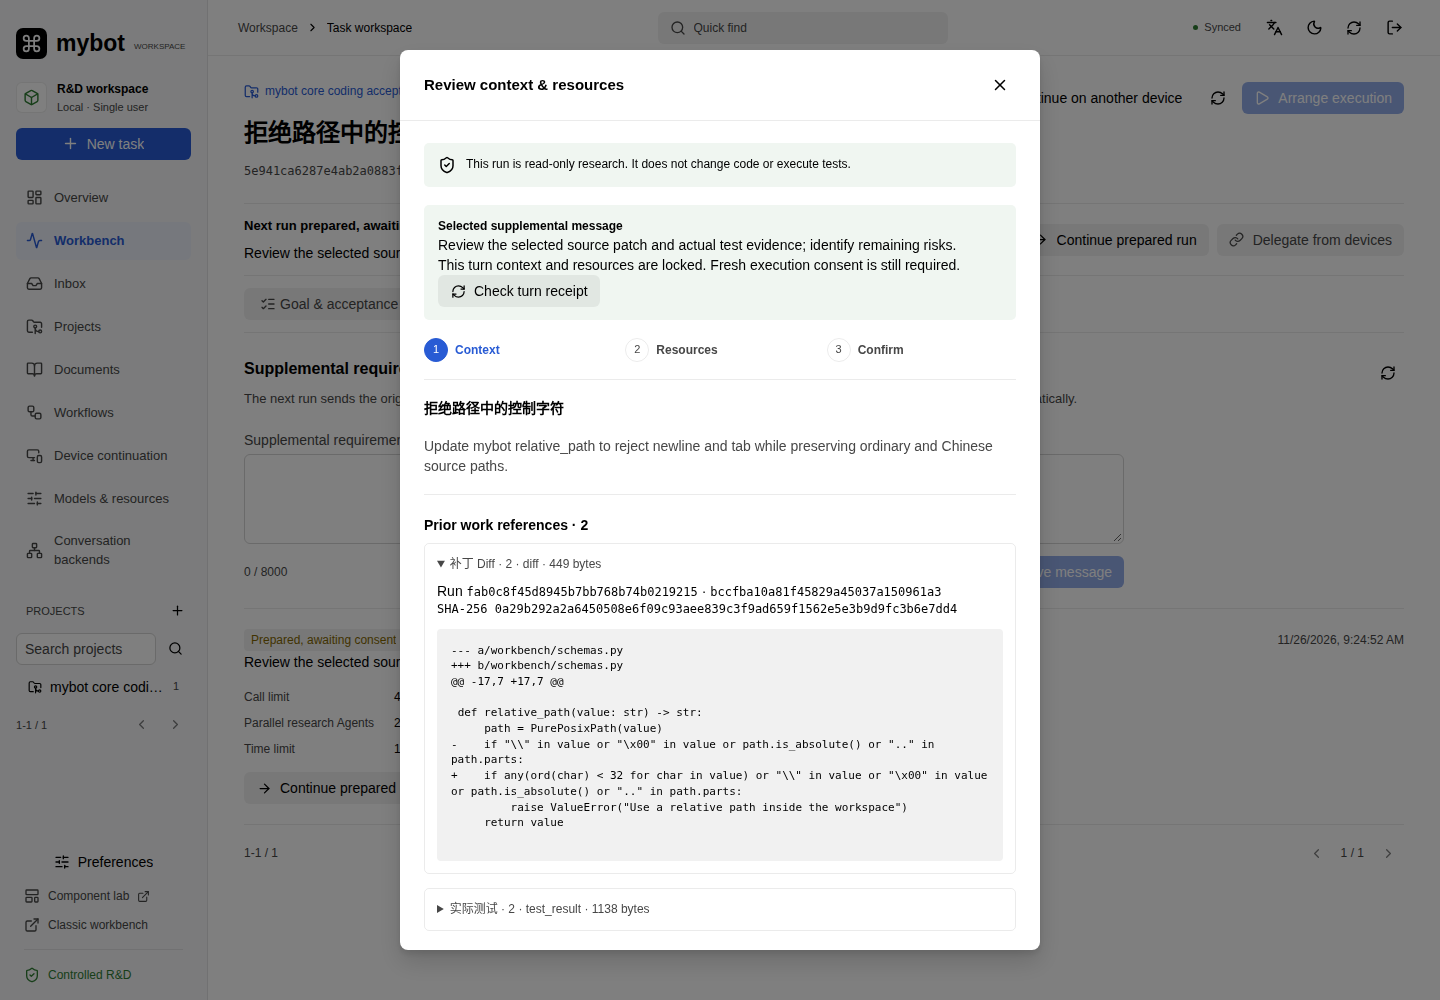 mybot WORKSPACE
R&D workspace
Local · Single user
New task
Overview
Workbench
Inbox
Projects
Documents
Workflows
Device continuation
Models & resources
Conversation
backends
PROJECTS
Search projects
mybot core codi… 1
1-1 / 1
Preferences
Component lab
Classic workbench
Controlled R&D
Workspace > Task workspace
Quick find
Synced
mybot core coding accept
tinue on another device
Arrange execution
拒绝路径中的控
5e941ca6287e4ab2a0883f
Next run prepared, awaiti
Review the selected sour
Continue prepared run
Delegate from devices
Goal & acceptance
Supplemental require
The next run sends the orig
atically.
Supplemental requiremen
0 / 8000
ve message
Prepared, awaiting consent
11/26/2026, 9:24:52 AM
Review the selected sour
Call limit 4
Parallel research Agents 2
Time limit 1
Continue prepared
1-1 / 1
1 / 1
Review context & resources
This run is read-only research. It does not change code or execute tests.
Selected supplemental message
Review the selected source patch and actual test evidence; identify remaining risks.
This turn context and resources are locked. Fresh execution consent is still required.
Check turn receipt
1 Context
2 Resources
3 Confirm
拒绝路径中的控制字符
Update mybot relative_path to reject newline and tab while preserving ordinary and Chinese
source paths.
Prior work references · 2
▼ 补丁 Diff · 2 · diff · 449 bytes
Run fab0c8f45d8945b7bb768b74b0219215 · bccfba10a81f45829a45037a150961a3
SHA-256 0a29b292a2a6450508e6f09c93aee839c3f9ad659f1562e5e3b9d9fc3b6e7dd4
--- a/workbench/schemas.py
+++ b/workbench/schemas.py
@@ -17,7 +17,7 @@
def relative_path(value: str) -> str:
path = PurePosixPath(value)
-    if "\\" in value or "\x00" in value or path.is_absolute() or ".." in
path.parts:
+    if any(ord(char) < 32 for char in value) or "\\" in value or "\x00" in value
or path.is_absolute() or ".." in path.parts:
raise ValueError("Use a relative path inside the workspace")
return value
▶ 实际测试 · 2 · test_result · 1138 bytes